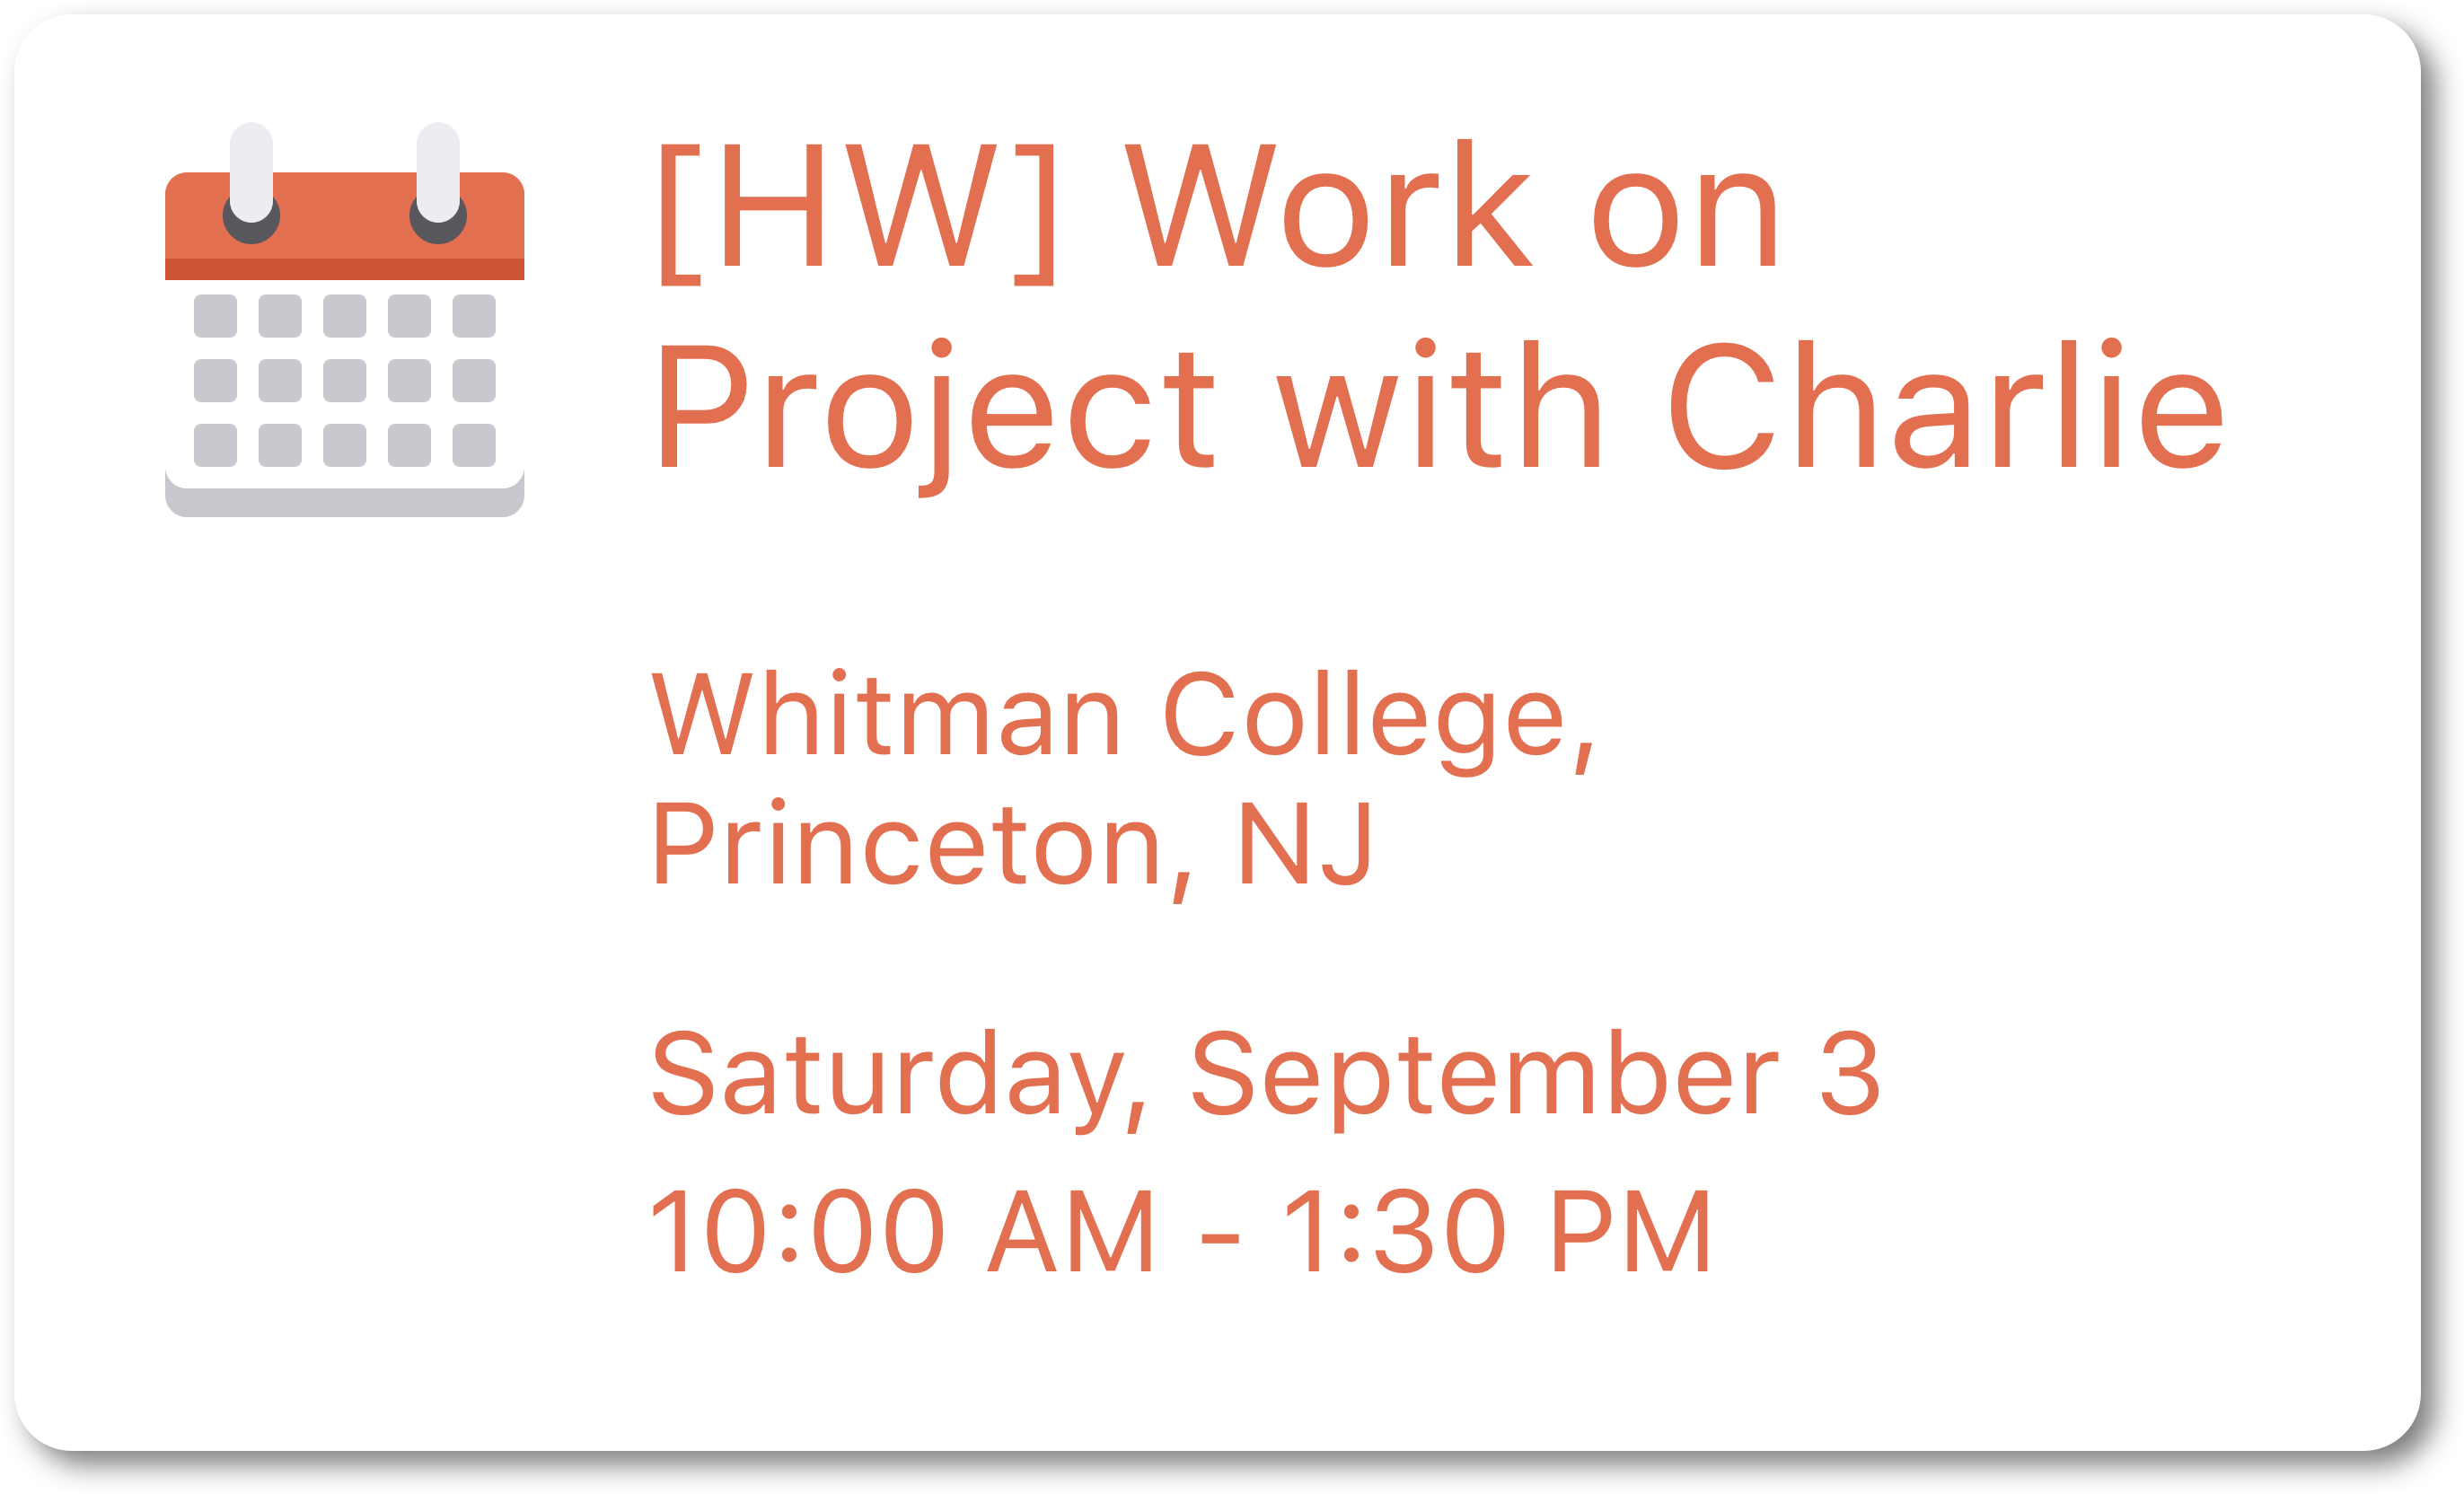 [HW] Work on
Project with Charlie
Whitman College,
Princeton, NJ
Saturday, September 3
10:00 AM - 1:30 PM